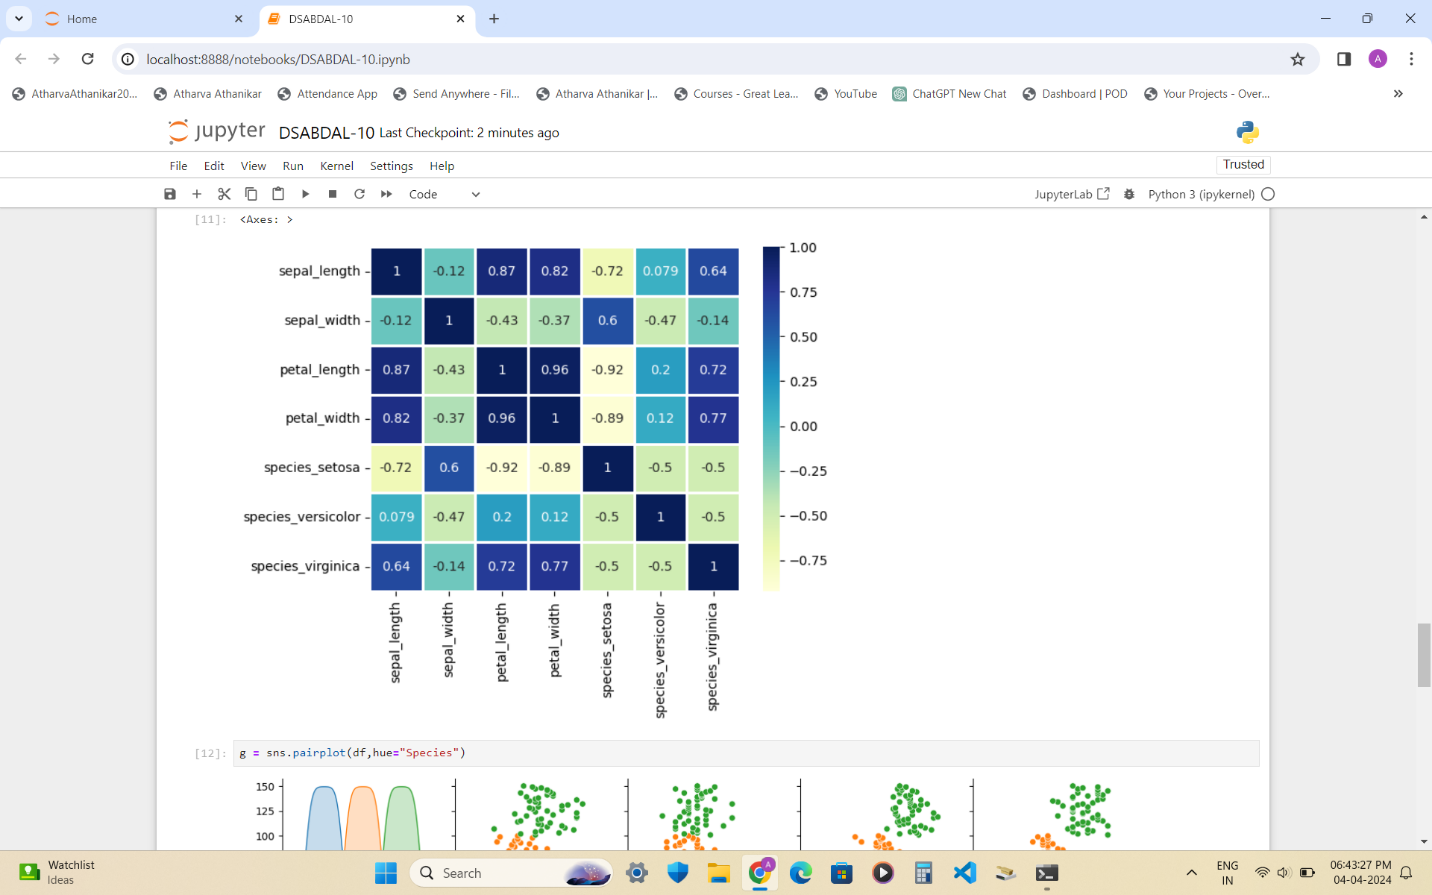 Home
DSABDAL-10
localhost:8888/notebooks/DSABDAL-10.ipynb
AtharvaAthanikar20...
Atharva Athanikar
Attendance App
Send Anywhere - Fil...
Atharva Athanikar |...
Courses - Great Lea...
YouTube
ChatGPT New Chat
Dashboard | POD
Your Projects - Over...
»
jupyter DSABDAL-10 Last Checkpoint: 2 minutes ago
File Edit View Run Kernel Settings Help
Trusted
Code
JupyterLab
Python 3 (ipykernel)
[11]: <Axes: >
sepal_length 1 -0.12 0.87 0.82 -0.72 0.079 0.64
sepal_width -0.12 1 -0.43 -0.37 0.6 -0.47 -0.14
petal_length 0.87 -0.43 1 0.96 -0.92 0.2 0.72
petal_width 0.82 -0.37 0.96 1 -0.89 0.12 0.77
species_setosa -0.72 0.6 -0.92 -0.89 1 -0.5 -0.5
species_versicolor 0.079 -0.47 0.2 0.12 -0.5 1 -0.5
species_virginica 0.64 -0.14 0.72 0.77 -0.5 -0.5 1
sepal_length
sepal_width
petal_length
petal_width
species_setosa
species_versicolor
species_virginica
1.00
0.75
0.50
0.25
0.00
−0.25
−0.50
−0.75
[12]: g = sns.pairplot(df,hue="Species")
150
125
100
Watchlist
Ideas
Search
A
ENG
IN
06:43:27 PM
04-04-2024